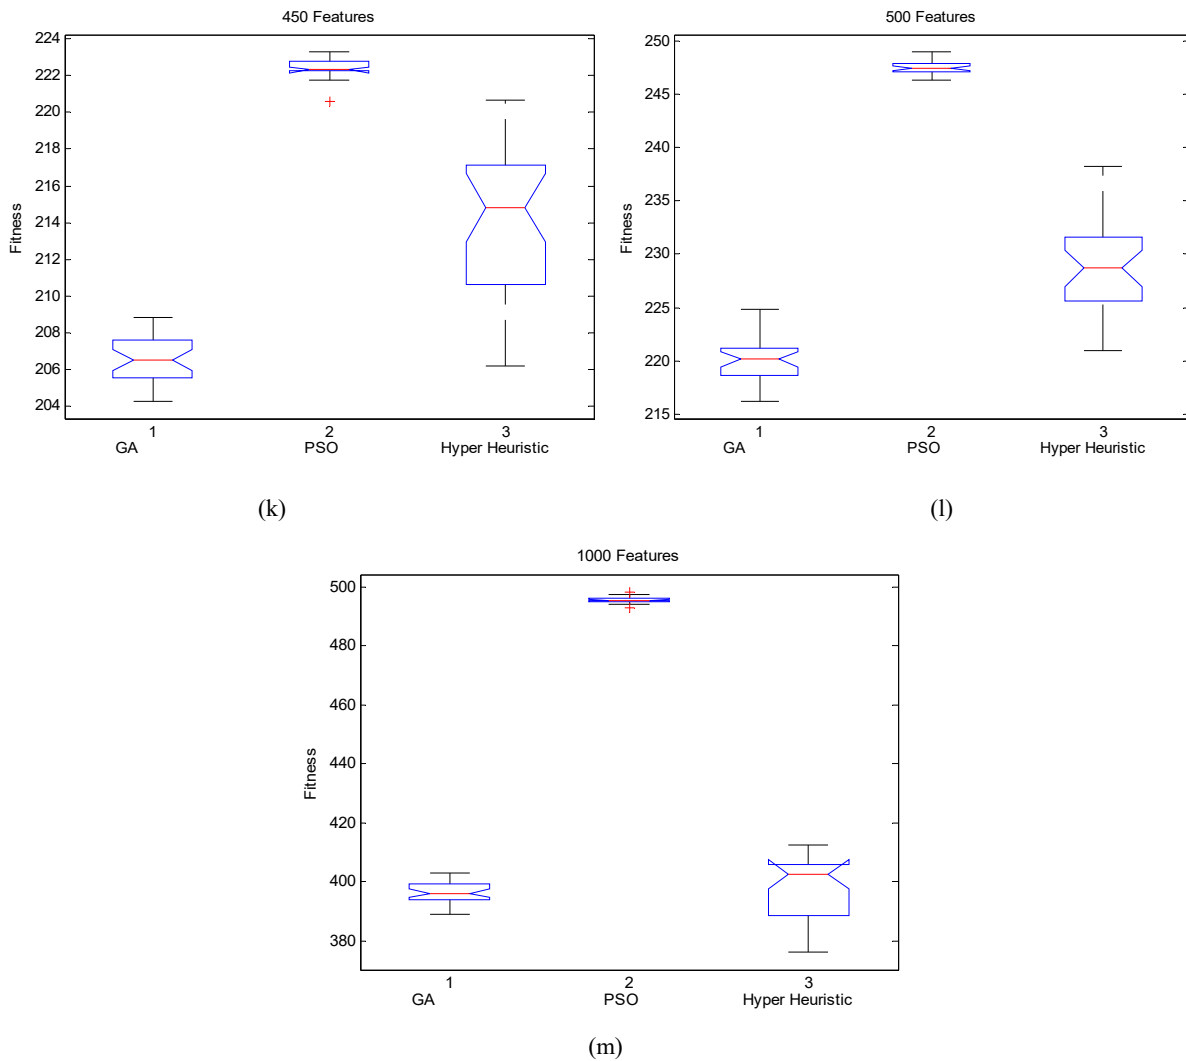 450 Features
224
222
220
218
216
214
212
210
208
206
204
Fitness
1 2 3
GA PSO Hyper Heuristic
(k)
500 Features
250
245
240
235
230
225
220
215
Fitness
1 2 3
GA PSO Hyper Heuristic
(l)
1000 Features
500
480
460
440
420
400
380
Fitness
1 2 3
GA PSO Hyper Heuristic
(m)